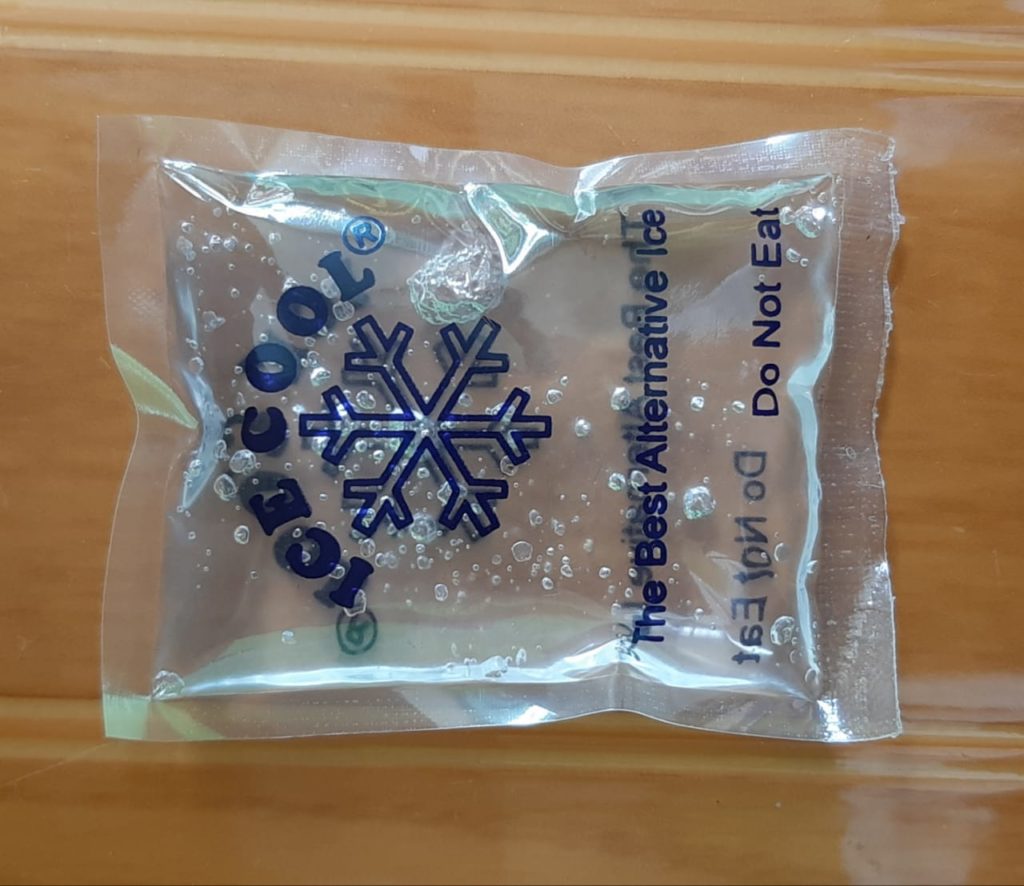 ICECOOL®
The Best Alternative Ice
Do Not Eat
Do Not Eat